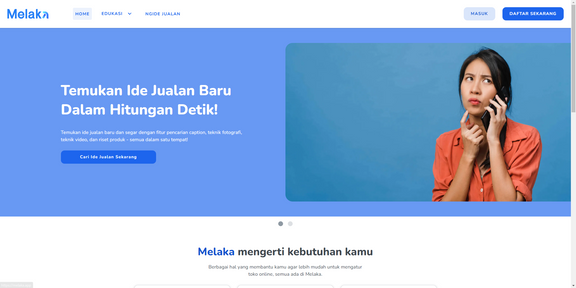 Melaka
HOME
EDUKASI
NGIDE JUALAN
MASUK
DAFTAR SEKARANG
Temukan Ide Jualan Baru
Dalam Hitungan Detik!
Temukan ide jualan baru dan segar dengan fitur pencarian caption, teknik fotografi,
teknik video, dan riset produk - semua dalam satu tempat!
Cari Ide Jualan Sekarang
Melaka mengerti kebutuhan kamu
Berbagai hal yang membantu kamu agar lebih mudah untuk mengatur
toko online, semua ada di Melaka.